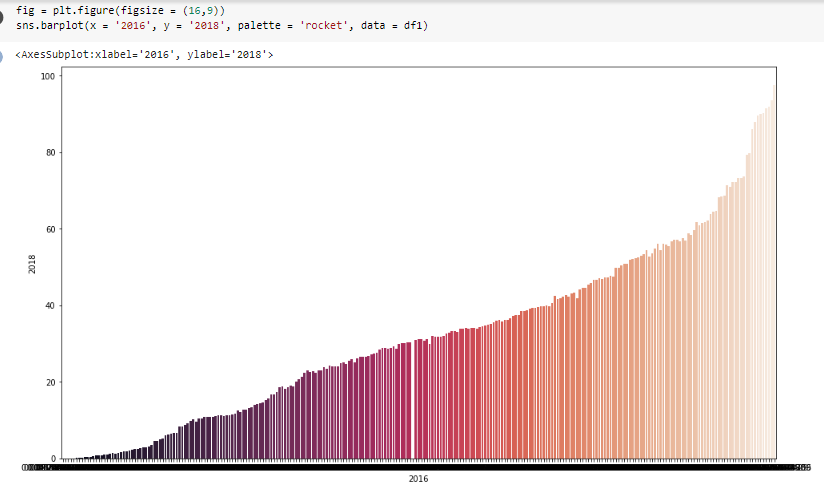 fig = plt.figure(figsize = (16,9))
sns.barplot(x = '2016', y = '2018', palette = 'rocket', data = df1)
<AxesSubplot:xlabel='2016', ylabel='2018'>
100
80
60
40
20
0
2018
2016